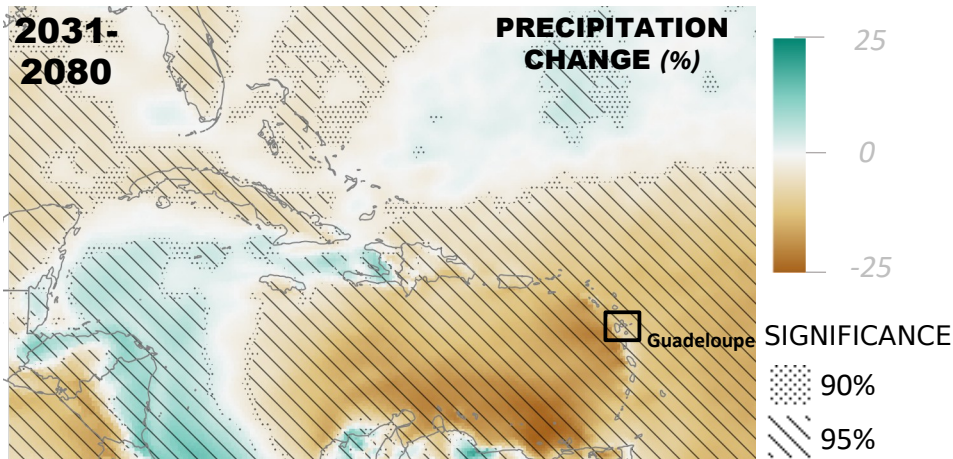 2031-
2080
PRECIPITATION
CHANGE (%)
25
0
-25
Guadeloupe
SIGNIFICANCE
90%
95%